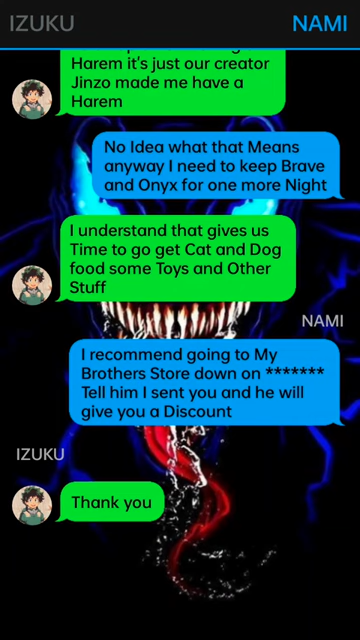 IZUKU NAMI
Harem it's just our creator
Jinzo made me have a
Harem
No Idea what that Means
anyway I need to keep Brave
and Onyx for one more Night
I understand that gives us
Time to go get Cat and Dog
food some Toys and Other
Stuff
NAMI
I recommend going to My
Brothers Store down on *******
Tell him I sent you and he will
give you a Discount
IZUKU
Thank you